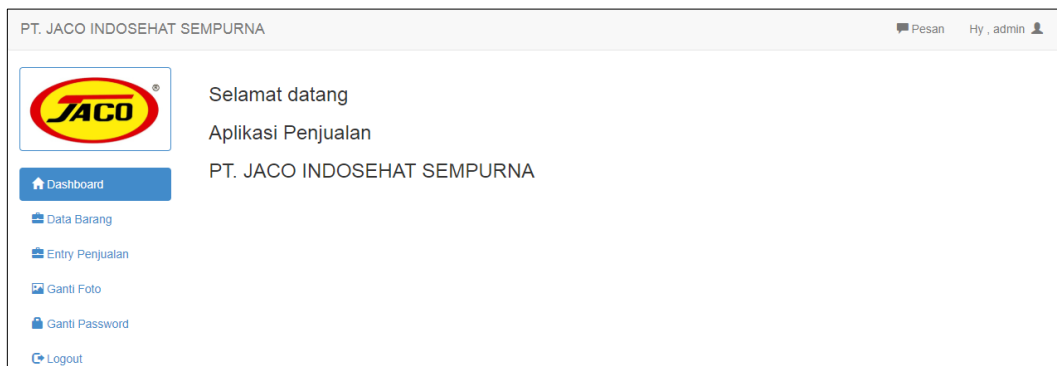 PT. JACO INDOSEHAT SEMPURNA
Pesan
Hy , admin
JACO
®
Selamat datang
Aplikasi Penjualan
PT. JACO INDOSEHAT SEMPURNA
Dashboard
Data Barang
Entry Penjualan
Ganti Foto
Ganti Password
Logout